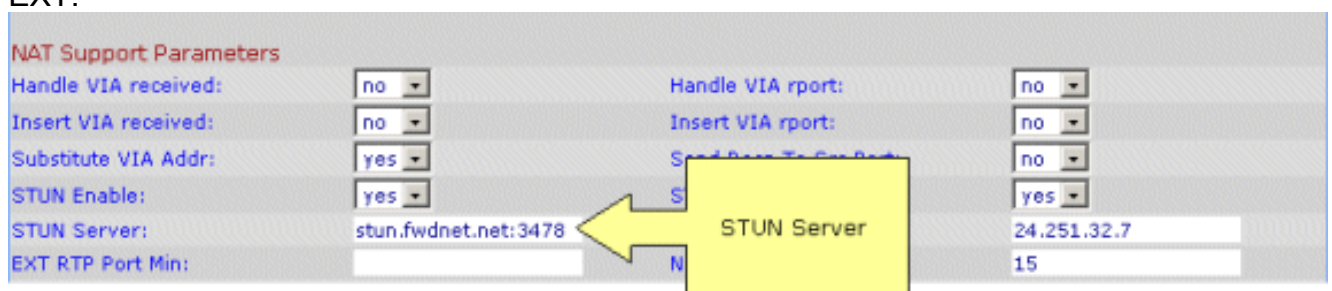 EXT.
NAT Support Parameters
Handle VIA received: no Handle VIA rport: no
Insert VIA received: no Insert VIA rport: no
Substitute VIA Addr: yes no
STUN Enable: yes yes
STUN Server: stun.fwdnet.net:3478 STUN Server 24.251.32.7
EXT RTP Port Min: 15